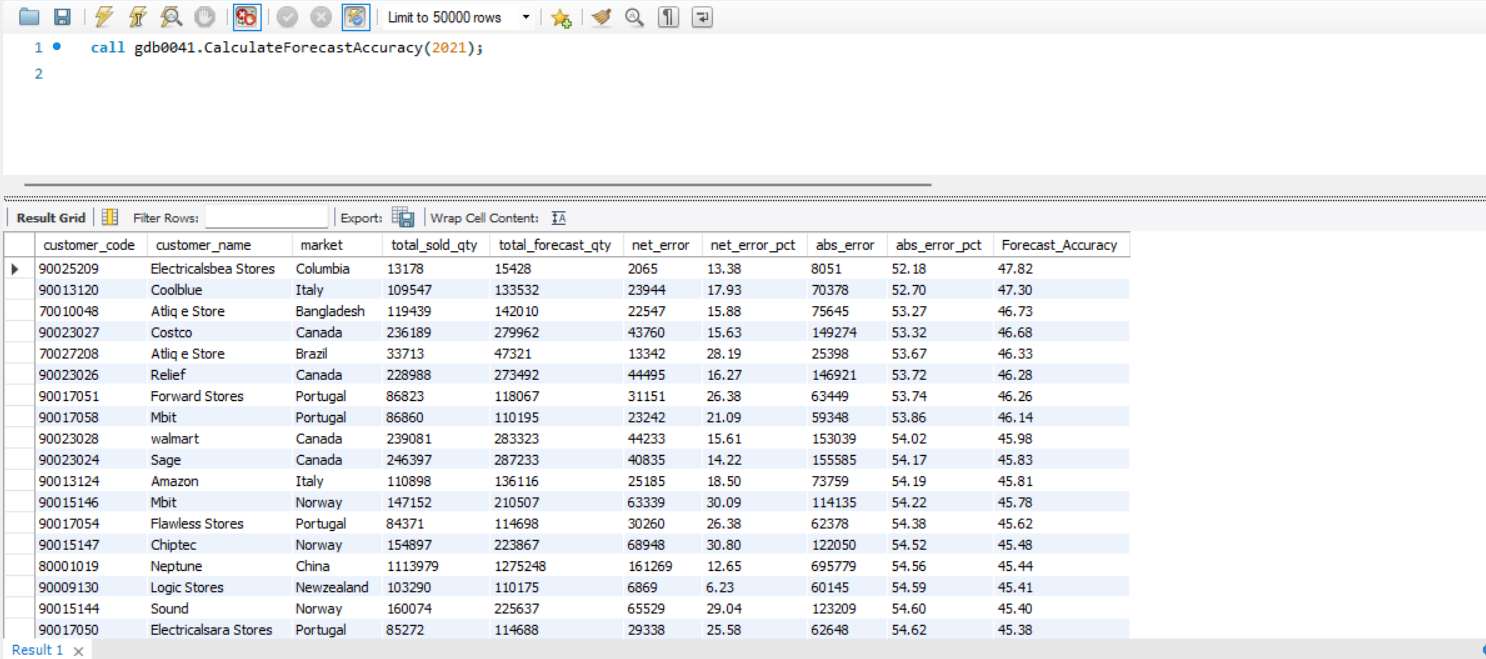 Limit to 50000 rows
1 call gdb0041.CalculateForecastAccuracy(2021);
2
Result Grid Filter Rows: Export: Wrap Cell Content:
customer_code customer_name market total_sold_qty total_forecast_qty net_error net_error_pct abs_error abs_error_pct Forecast_Accuracy
90025209 Electricalsbea Stores Columbia 13178 15428 2065 13.38 8051 52.18 47.82
90013120 Coolblue Italy 109547 133532 23944 17.93 70378 52.70 47.30
70010048 Atliq e Store Bangladesh 119439 142010 22547 15.88 75645 53.27 46.73
90023027 Costco Canada 236189 279962 43760 15.63 149274 53.32 46.68
70027208 Atliq e Store Brazil 33713 47321 13342 28.19 25398 53.67 46.33
90023026 Relief Canada 228988 273492 44495 16.27 146921 53.72 46.28
90017051 Forward Stores Portugal 86823 118067 31151 26.38 63449 53.74 46.26
90017058 Mbit Portugal 86860 110195 23242 21.09 59348 53.86 46.14
90023028 walmart Canada 239081 283323 44233 15.61 153039 54.02 45.98
90023024 Sage Canada 246397 287233 40835 14.22 155585 54.17 45.83
90013124 Amazon Italy 110898 136116 25185 18.50 73759 54.19 45.81
90015146 Mbit Norway 147152 210507 63339 30.09 114135 54.22 45.78
90017054 Flawless Stores Portugal 84371 114698 30260 26.38 62378 54.38 45.62
90015147 Chiptec Norway 154897 223867 68948 30.80 122050 54.52 45.48
80001019 Neptune China 1113979 1275248 161269 12.65 695779 54.56 45.44
90009130 Logic Stores Newzealand 103290 110175 6869 6.23 60145 54.59 45.41
90015144 Sound Norway 160074 225637 65529 29.04 123209 54.60 45.40
90017050 Electricalsara Stores Portugal 85272 114688 29338 25.58 62648 54.62 45.38
Result 1